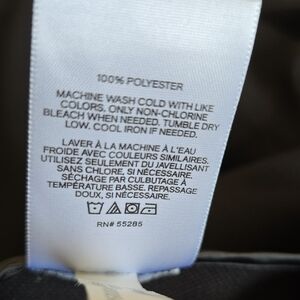 100% POLYESTER
MACHINE WASH COLD WITH LIKE
COLORS. ONLY NON-CHLORINE
BLEACH WHEN NEEDED. TUMBLE DRY
LOW. COOL IRON IF NEEDED.
LAVER À LA MACHINE À L'EAU
FROIDE AVEC COULEURS SIMILAIRES.
UTILISEZ SEULEMENT DU JAVELLISANT
SANS CHLORE, SI NÉCESSAIRE.
SÉCHAGE PAR CULBUTAGE À
TEMPÉRATURE BASSE. REPASSAGE
DOUX, SI NÉCESSAIRE.
RN# 55285